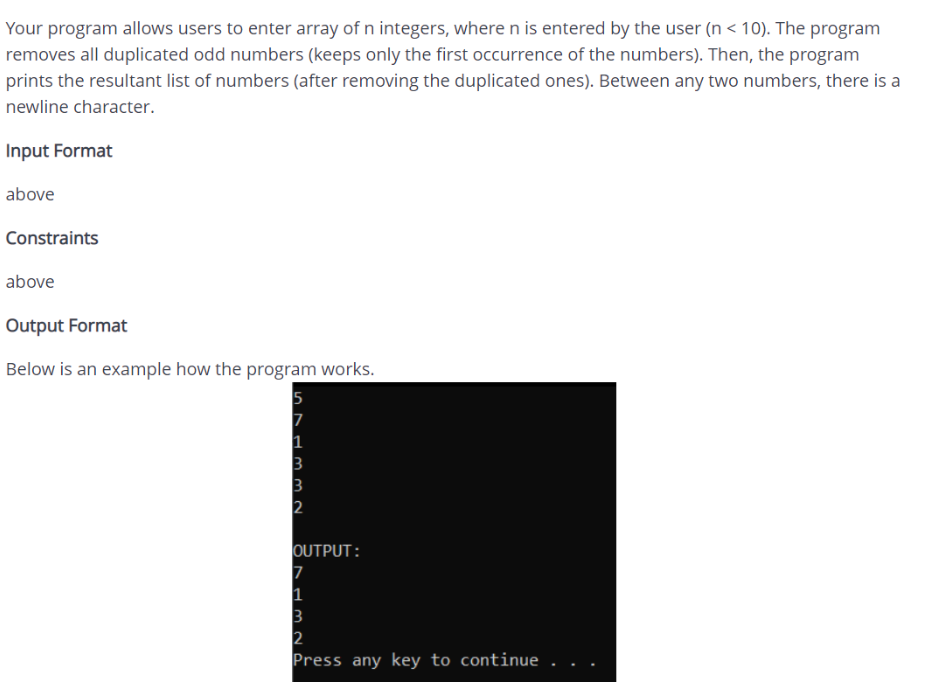 Your program allows users to enter array of n integers, where n is entered by the user (n < 10). The program
removes all duplicated odd numbers (keeps only the first occurrence of the numbers). Then, the program
prints the resultant list of numbers (after removing the duplicated ones). Between any two numbers, there is a
newline character.
Input Format
above
Constraints
above
Output Format
Below is an example how the program works.
5
7
1
3
3
2
OUTPUT:
7
1
3
2
Press any key to continue . . .